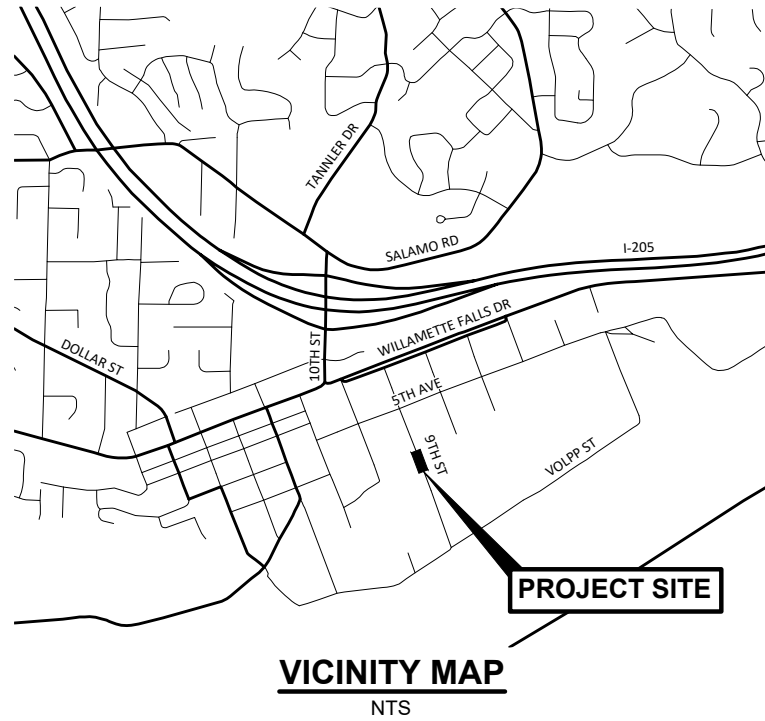 TANNLER DR
SALAMO RD
I-205
WILLAMETTE FALLS DR
10TH ST
DOLLAR ST
5TH AVE
9TH ST
VOLPP ST
PROJECT SITE
VICINITY MAP
NTS